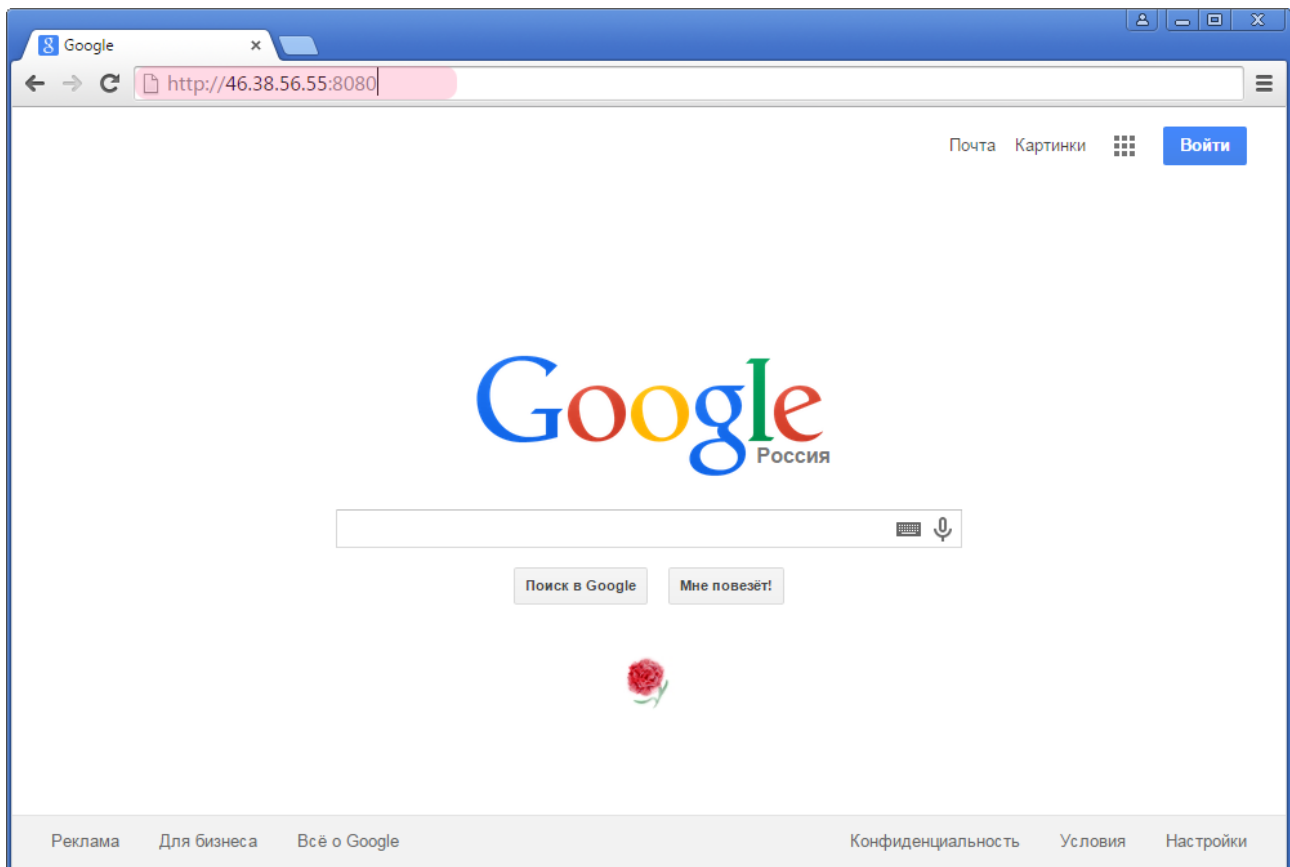 Google
http://46.38.56.55:8080
Почта Картинки Войти
Google
Россия
Поиск в Google Мне повезёт!
Реклама Для бизнеса Всё о Google Конфиденциальность Условия Настройки